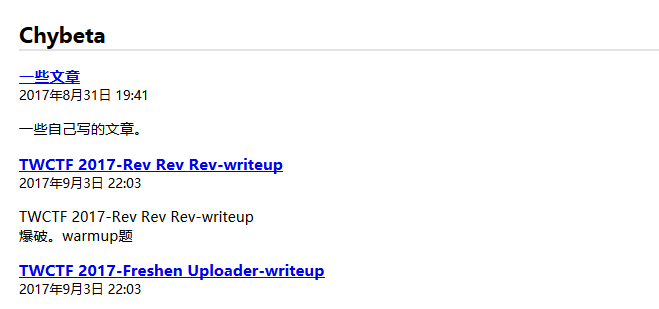 Chybeta
一些文章
2017年8月31日 19:41
一些自己写的文章。
TWCTF 2017-Rev Rev Rev-writeup
2017年9月3日 22:03
TWCTF 2017-Rev Rev Rev-writeup
爆破。warmup题
TWCTF 2017-Freshen Uploader-writeup
2017年9月3日 22:03